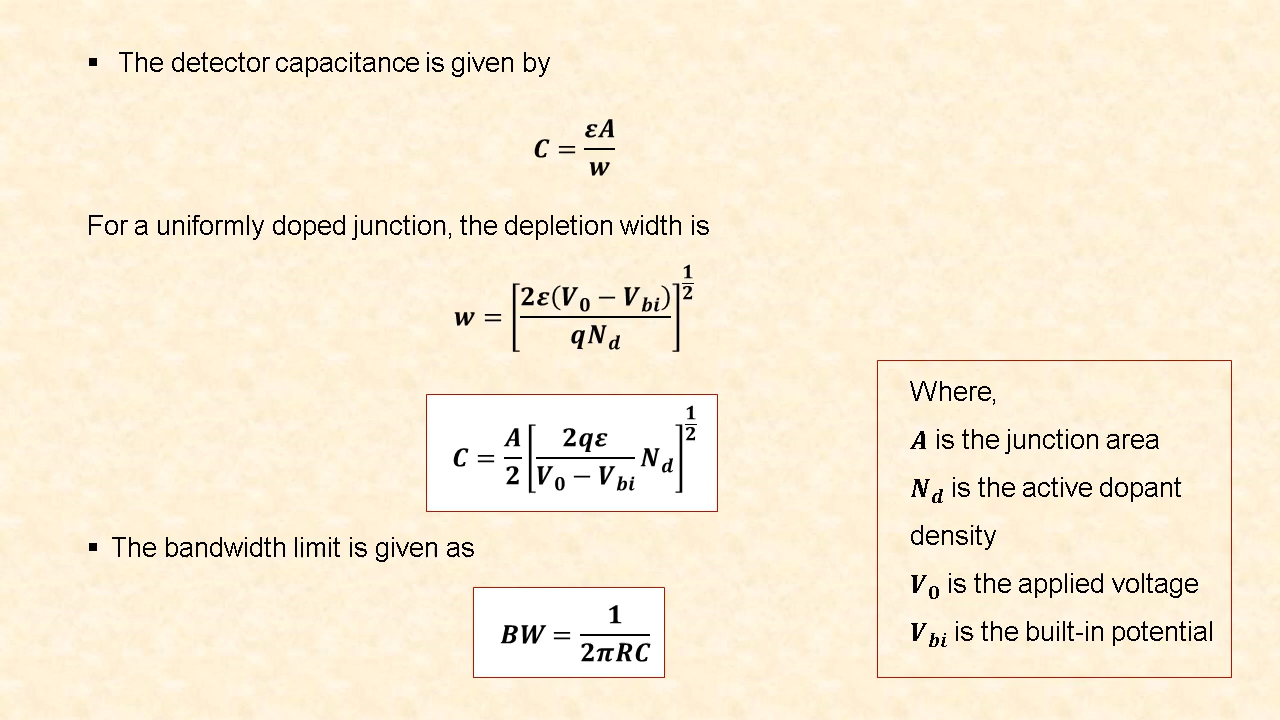 ▪ The detector capacitance is given by
C = εA/w
For a uniformly doped junction, the depletion width is
w = [2ε(V₀ − V_bi)/qN_d]^(1/2)
C = A/2 [2qε/(V₀ − V_bi) N_d]^(1/2)
▪ The bandwidth limit is given as
BW = 1/(2πRC)
Where,
A is the junction area
N_d is the active dopant
density
V₀ is the applied voltage
V_bi is the built-in potential